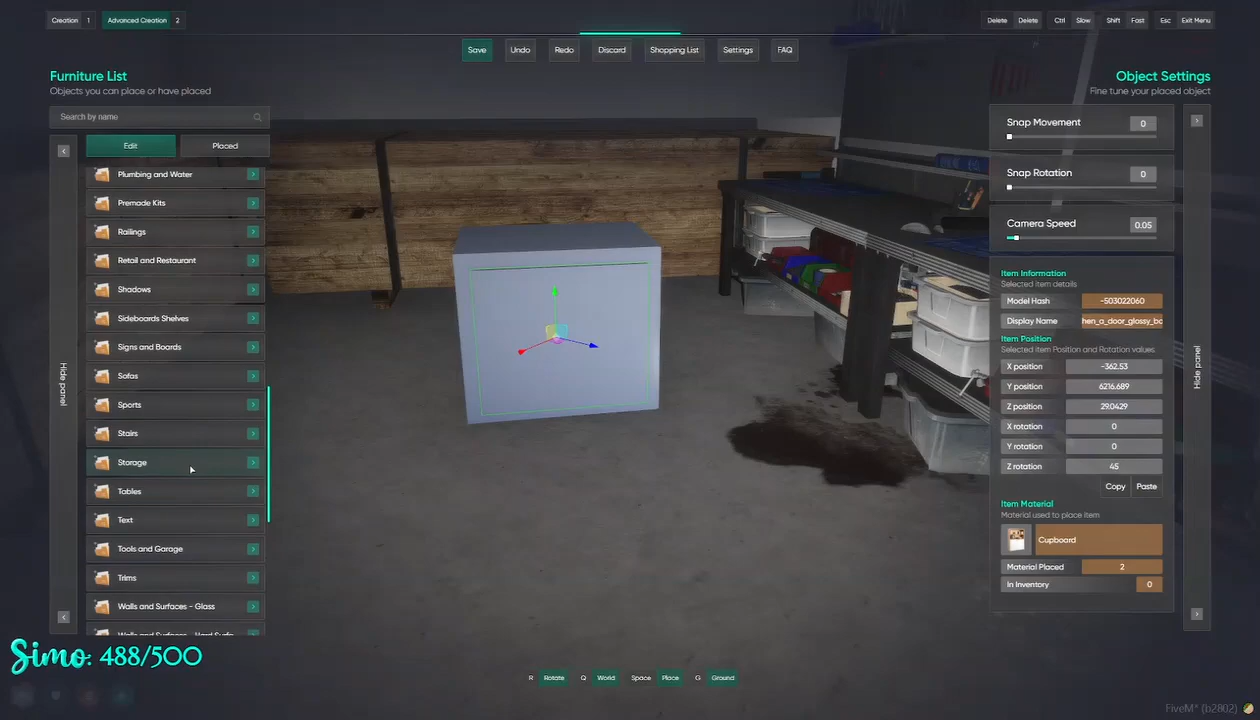 Creation 1 Advanced Creation 2
Delete Delete Ctrl Slow Shift Fast Esc Exit Menu
Save Undo Redo Discard Shopping List Settings FAQ
Furniture List
Objects you can place or have placed
Search by name
Edit Placed
Hide panel
Plumbing and Water
Premade Kits
Railings
Retail and Restaurant
Shadows
Sideboards Shelves
Signs and Boards
Sofas
Sports
Stairs
Storage
Tables
Text
Tools and Garage
Trims
Walls and Surfaces - Glass
Walls and Surfaces - Hard Surfa
Object Settings
Fine tune your placed object
Snap Movement 0
Snap Rotation 0
Camera Speed 0.05
Hide panel
Item Information
Selected item details
Model Hash -503022060
Display Name hen_a_door_glossy_bc
Item Position
Selected Item Position and Rotation values
X position -362.53
Y position 6216.689
Z position 29.0429
X rotation 0
Y rotation 0
Z rotation 45
Copy Paste
Item Material
Material used to place item
Cupboard
Material Placed 2
In Inventory 0
Simo: 488/500
R Rotate Q World Space Place G Ground
FiveM* (b2802)